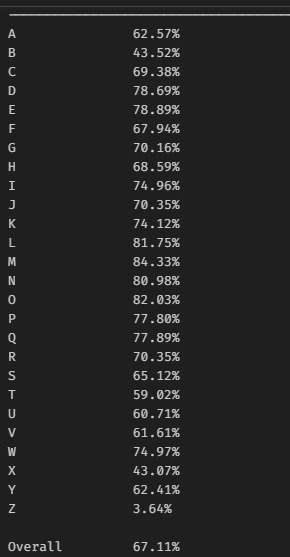 A 62.57%
B 43.52%
C 69.38%
D 78.69%
E 78.89%
F 67.94%
G 70.16%
H 68.59%
I 74.96%
J 70.35%
K 74.12%
L 81.75%
M 84.33%
N 80.98%
O 82.03%
P 77.80%
Q 77.89%
R 70.35%
S 65.12%
T 59.02%
U 60.71%
V 61.61%
W 74.97%
X 43.07%
Y 62.41%
Z 3.64%
Overall 67.11%